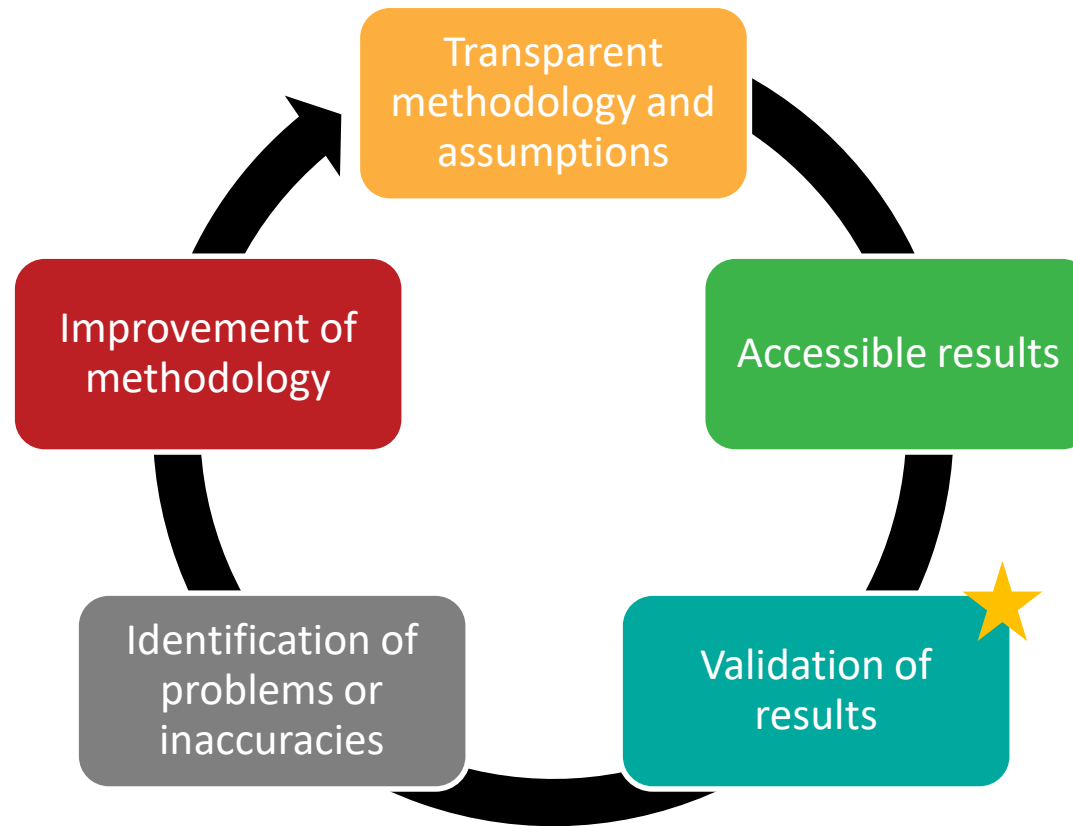 Transparent
methodology and
assumptions
Accessible results
Validation of
results
Identification of
problems or
inaccuracies
Improvement of
methodology